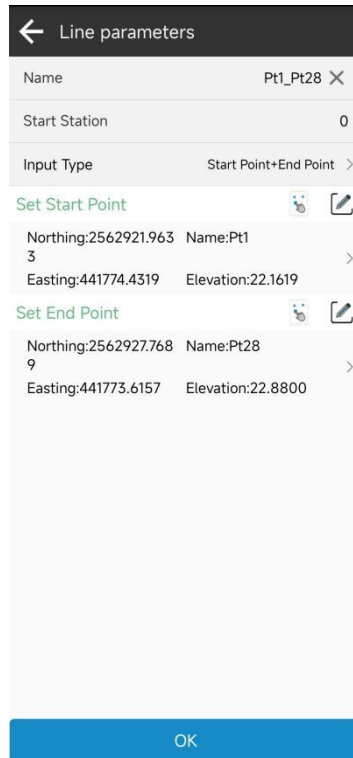 Line parameters
Name Pt1_Pt28
Start Station 0
Input Type Start Point+End Point
Set Start Point
Northing:2562921.963 Name:Pt1
3
Easting:441774.4319 Elevation:22.1619
Set End Point
Northing:2562927.768 Name:Pt28
9
Easting:441773.6157 Elevation:22.8800
OK